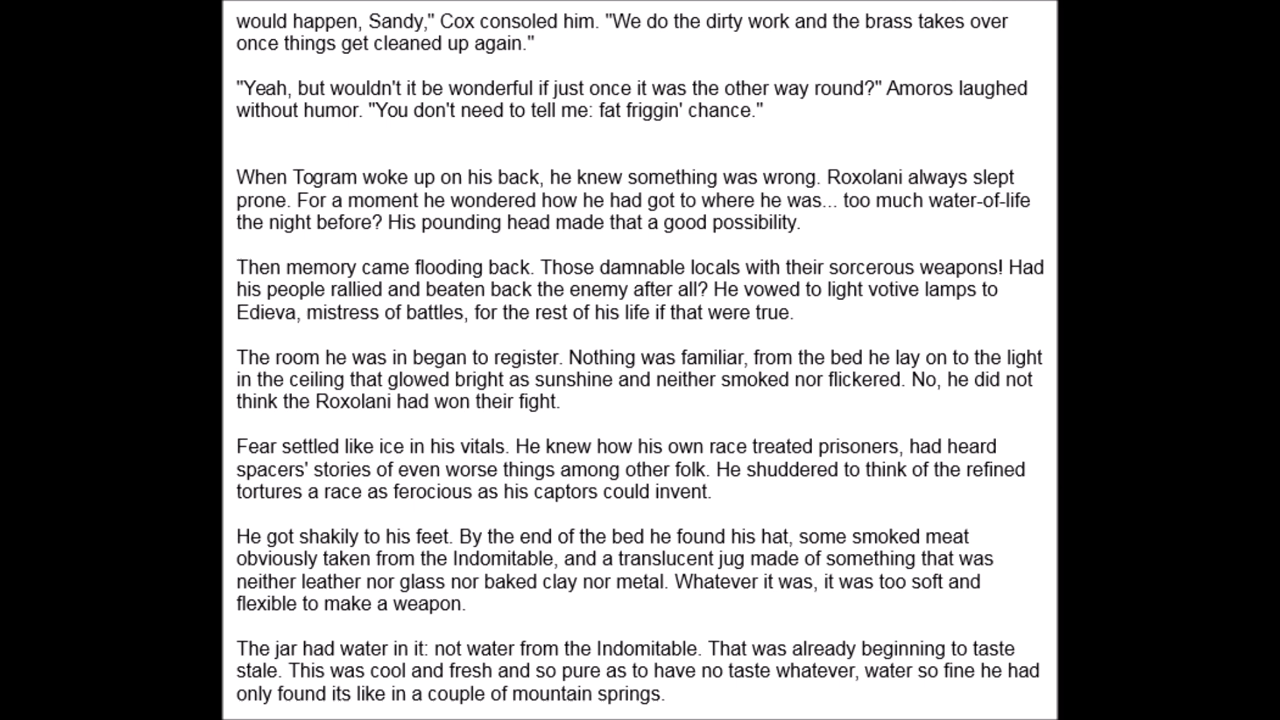 would happen, Sandy," Cox consoled him. "We do the dirty work and the brass takes over
once things get cleaned up again."
"Yeah, but wouldn't it be wonderful if just once it was the other way round?" Amoros laughed
without humor. "You don't need to tell me: fat friggin' chance."
When Togram woke up on his back, he knew something was wrong. Roxolani always slept
prone. For a moment he wondered how he had got to where he was... too much water-of-life
the night before? His pounding head made that a good possibility.
Then memory came flooding back. Those damnable locals with their sorcerous weapons! Had
his people rallied and beaten back the enemy after all? He vowed to light votive lamps to
Edieva, mistress of battles, for the rest of his life if that were true.
The room he was in began to register. Nothing was familiar, from the bed he lay on to the light
in the ceiling that glowed bright as sunshine and neither smoked nor flickered. No, he did not
think the Roxolani had won their fight.
Fear settled like ice in his vitals. He knew how his own race treated prisoners, had heard
spacers' stories of even worse things among other folk. He shuddered to think of the refined
tortures a race as ferocious as his captors could invent.
He got shakily to his feet. By the end of the bed he found his hat, some smoked meat
obviously taken from the Indomitable, and a translucent jug made of something that was
neither leather nor glass nor baked clay nor metal. Whatever it was, it was too soft and
flexible to make a weapon.
The jar had water in it: not water from the Indomitable. That was already beginning to taste
stale. This was cool and fresh and so pure as to have no taste whatever, water so fine he had
only found its like in a couple of mountain springs.